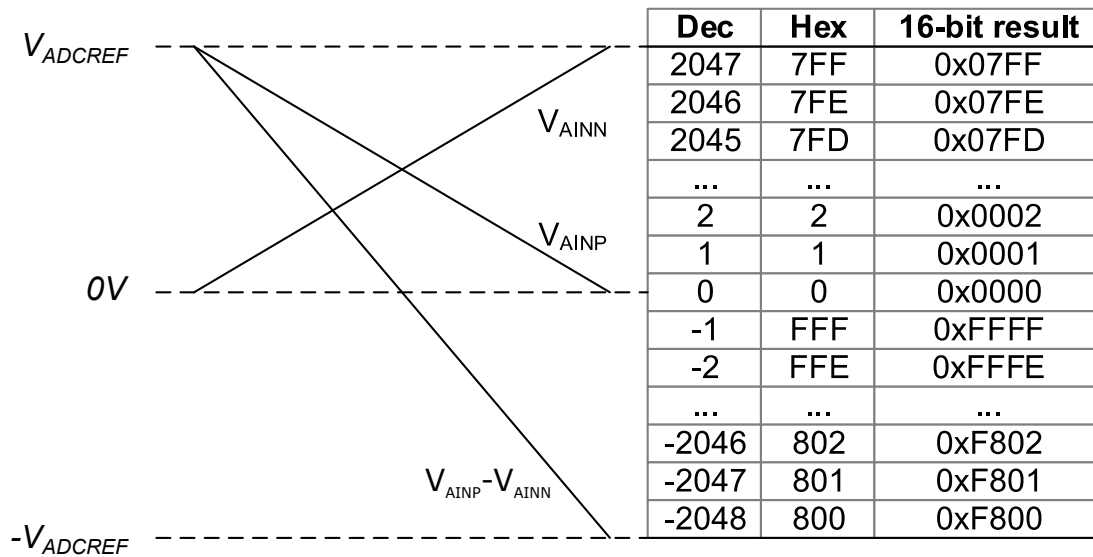 V_ADCREF
0V
-V_ADCREF
V_AINN
V_AINP
V_AINP-V_AINN
Dec Hex 16-bit result
2047 7FF 0x07FF
2046 7FE 0x07FE
2045 7FD 0x07FD
... ... ...
2 2 0x0002
1 1 0x0001
0 0 0x0000
-1 FFF 0xFFFF
-2 FFE 0xFFFE
... ... ...
-2046 802 0xF802
-2047 801 0xF801
-2048 800 0xF800